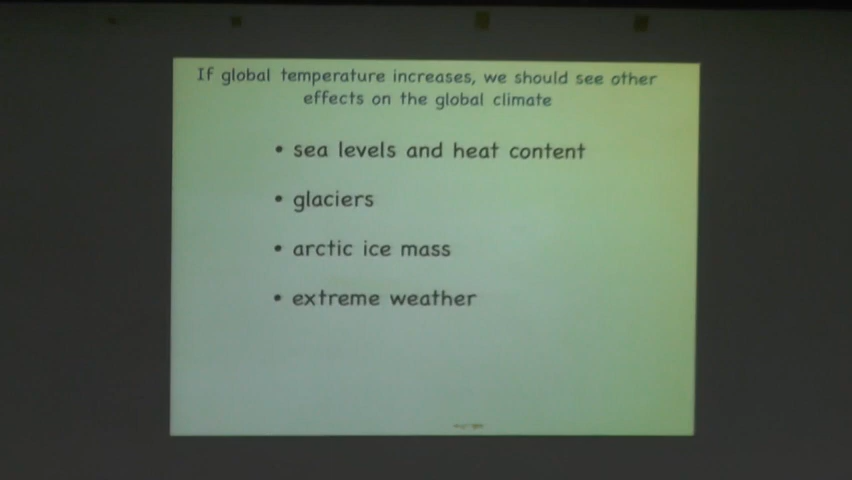 If global temperature increases, we should see other
effects on the global climate
• sea levels and heat content
• glaciers
• arctic ice mass
• extreme weather